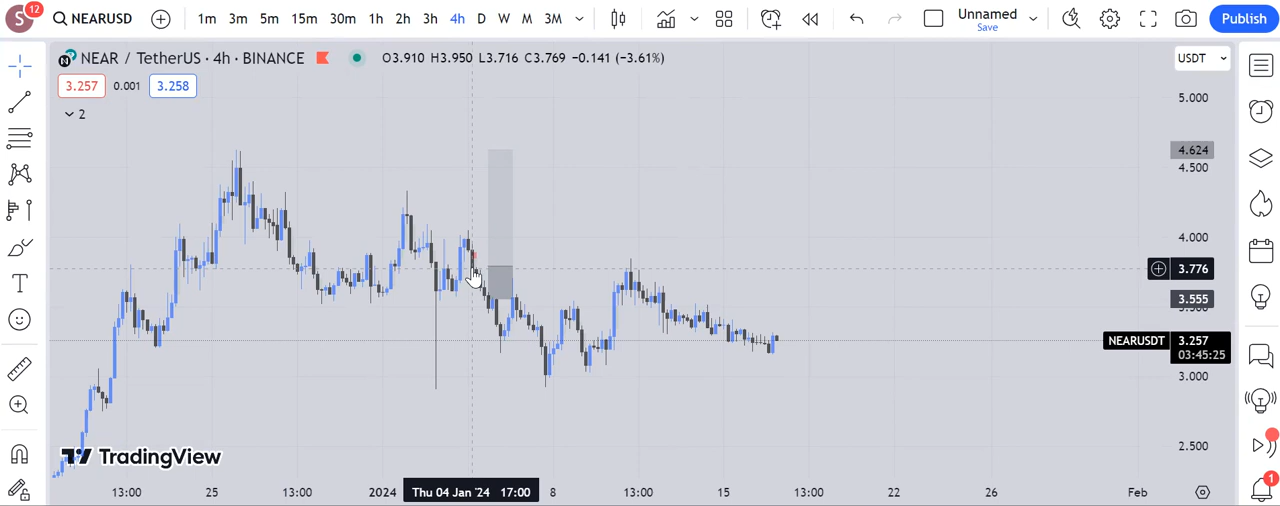 S 12 NEARUSD 1m 3m 5m 15m 30m 1h 2h 3h 4h D W M 3M Unnamed Save Publish
NEAR / TetherUS · 4h · BINANCE O3.910 H3.950 L3.716 C3.769 −0.141 (−3.61%) USDT
3.257 0.001 3.258
2
5.000
4.624
4.500
4.000
3.776
3.555
NEARUSDT 3.257
03:45:25
3.000
2.500
TradingView
13:00 25 13:00 2024 Thu 04 Jan '24 17:00 8 13:00 15 13:00 22 26 Feb
1